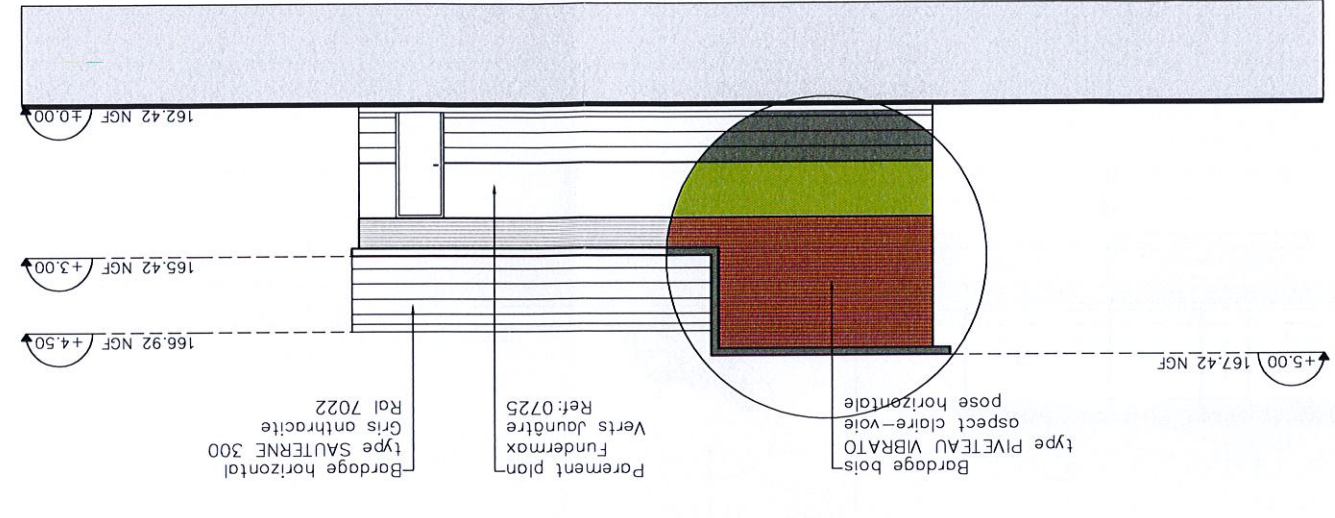 Bardage bois
type PIVETEAU VIBRATO
aspect claire-voie
pose horizontale
Parement plan
Fundermax
Verts Jaunâtre
Ref:0725
Bardage horizontal
type SAUTERNE 300
Gris anthracite
Ral 7022
+5.00 167.42 NGF
166.92 NGF +4.50
165.42 NGF +3.00
162.42 NGF ±0.00